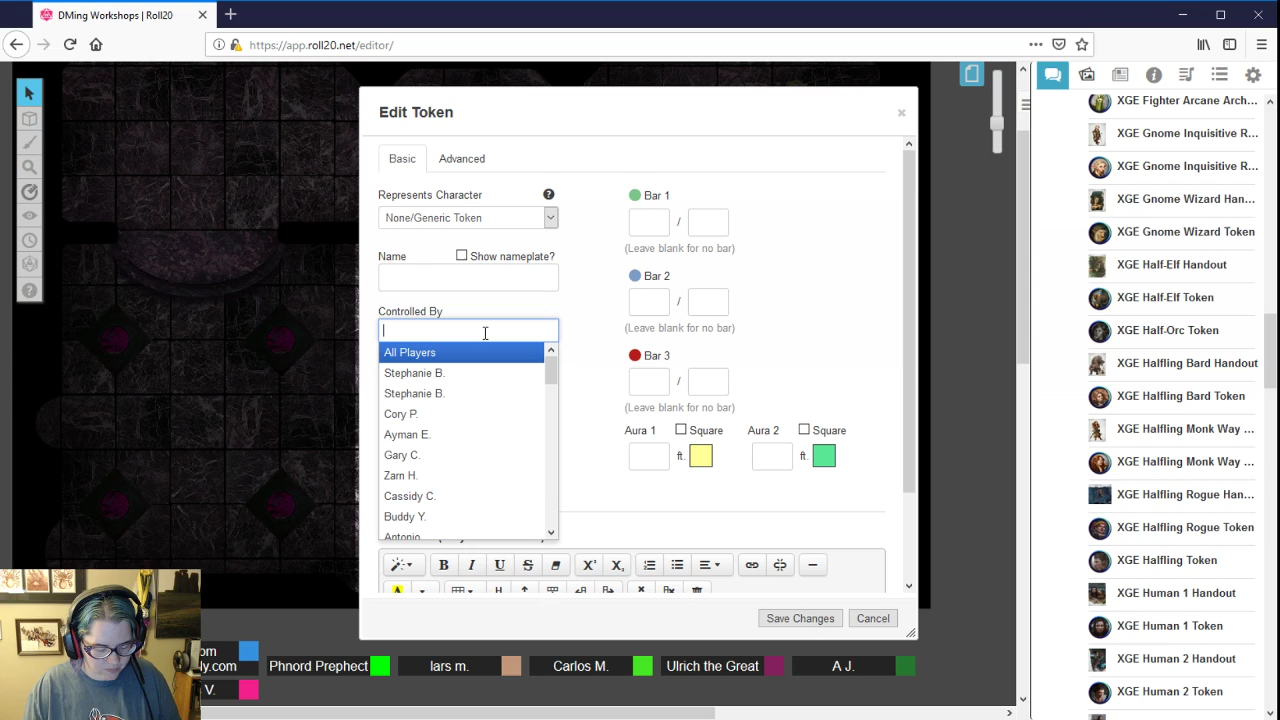 DMing Workshops | Roll20
https://app.roll20.net/editor/
Edit Token
Basic
Advanced
Represents Character
None/Generic Token
Name
Show nameplate?
Controlled By
All Players
Stephanie B.
Stephanie B.
Cory P.
Ayman E.
Gary C.
Zarn H.
Cassidy C.
Buddy Y.
Antonio
Bar 1
/
(Leave blank for no bar)
Bar 2
/
(Leave blank for no bar)
Bar 3
/
(Leave blank for no bar)
Aura 1
Square
Aura 2
Square
ft.
ft.
Save Changes
Cancel
XGE Fighter Arcane Arch...
XGE Gnome Inquisitive R...
XGE Gnome Inquisitive R...
XGE Gnome Wizard Han...
XGE Gnome Wizard Token
XGE Half-Elf Handout
XGE Half-Elf Token
XGE Half-Orc Token
XGE Halfling Bard Handout
XGE Halfling Bard Token
XGE Halfling Monk Way ...
XGE Halfling Monk Way ...
XGE Halfling Rogue Han...
XGE Halfling Rogue Token
XGE Halfling Token
XGE Human 1 Handout
XGE Human 1 Token
XGE Human 2 Handout
XGE Human 2 Token
om
ly.com
Phnord Prephect
lars m.
Carlos M.
Ulrich the Great
A J.
V.